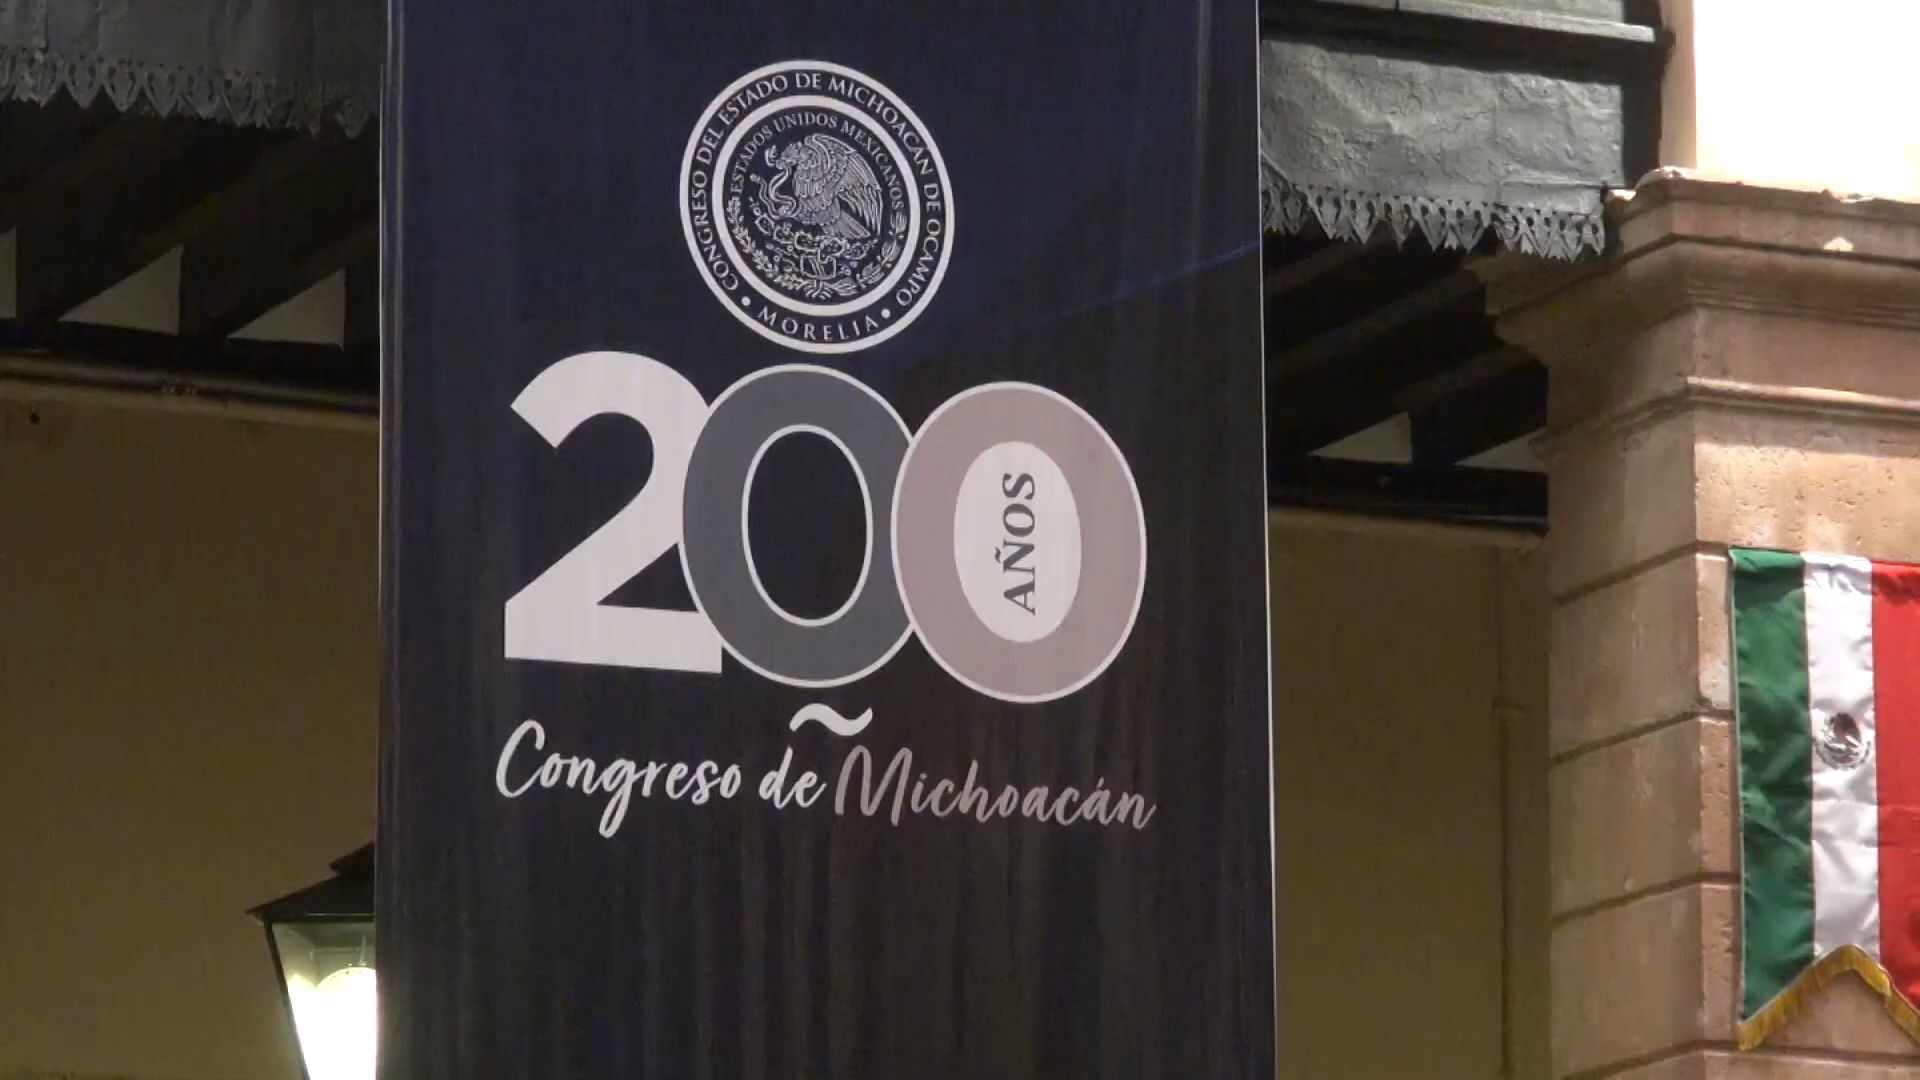 CONGRESO DEL ESTADO DE MICHOACÁN DE OCAMPO
ESTADOS UNIDOS MEXICANOS
• MORELIA •
200
AÑOS
Congreso de Michoacán